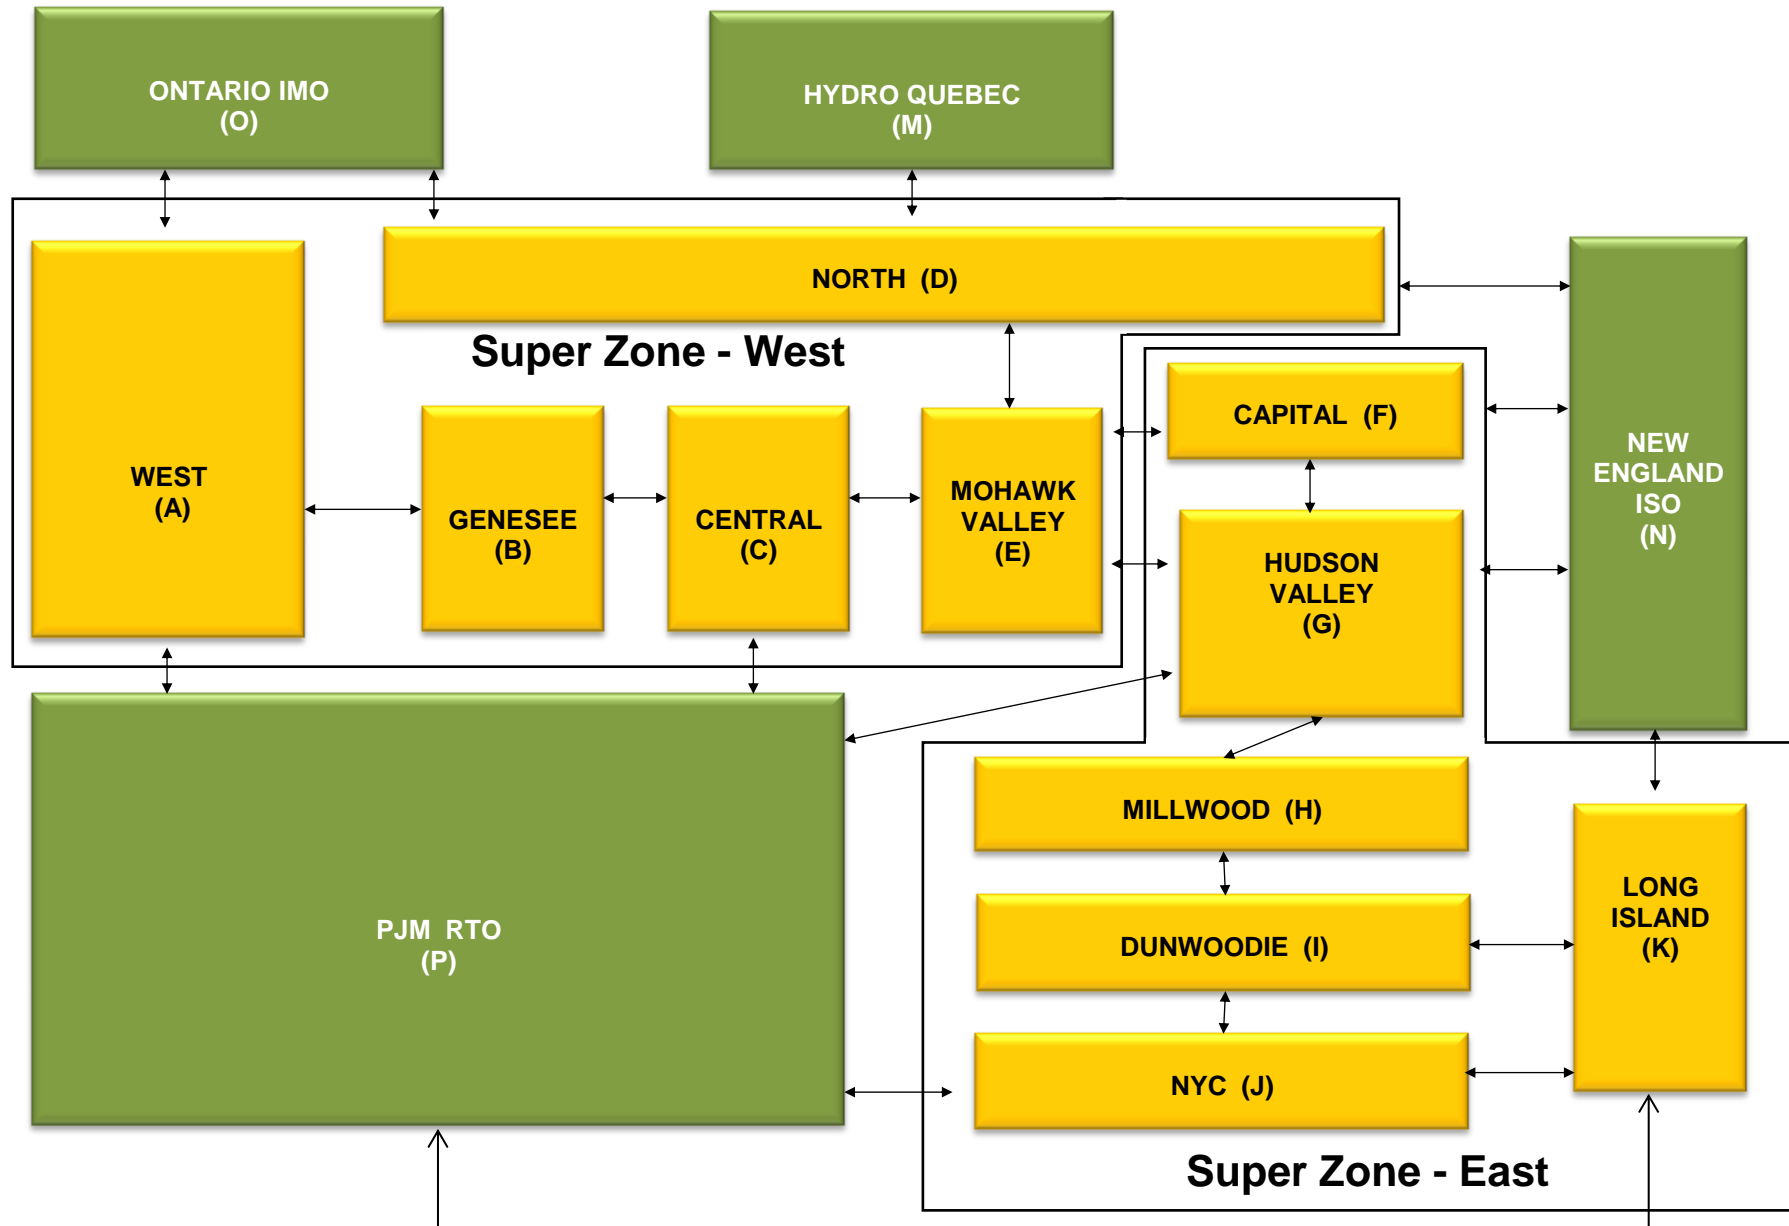 ONTARIO IMO
(O)
HYDRO QUEBEC
(M)
NORTH (D)
Super Zone - West
WEST
(A)
GENESEE
(B)
CENTRAL
(C)
MOHAWK
VALLEY
(E)
CAPITAL (F)
HUDSON
VALLEY
(G)
NEW
ENGLAND
ISO
(N)
MILLWOOD (H)
PJM RTO
(P)
DUNWOODIE (I)
LONG
ISLAND
(K)
NYC (J)
Super Zone - East